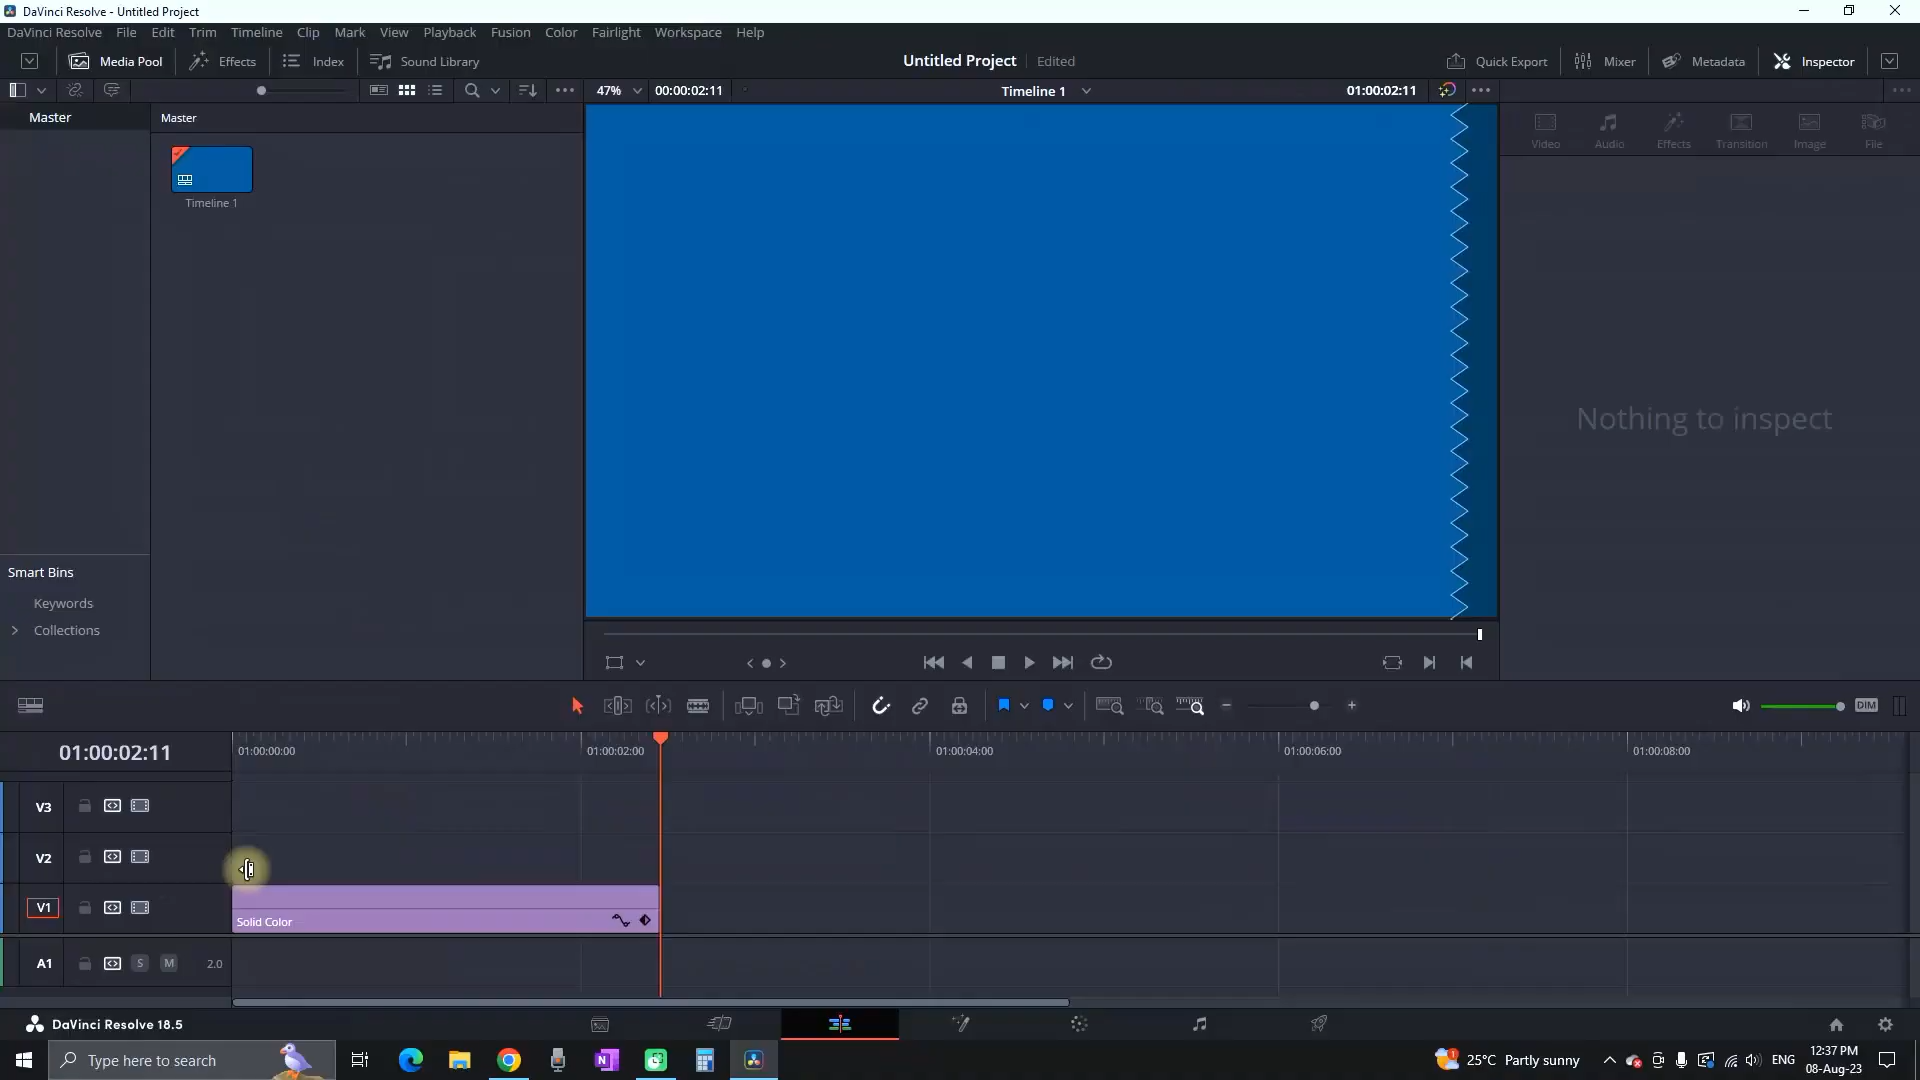 DaVinci Resolve - Untitled Project
DaVinci Resolve File Edit Trim Timeline Clip Mark View Playback Fusion Color Fairlight Workspace Help
Media Pool Effects Index Sound Library Untitled Project Edited Quick Export Mixer Metadata Inspector
47% 00:00:02:11 Timeline 1 01:00:02:11
Master Master
Video Audio Effects Transition Image File
Timeline 1
Nothing to inspect
Smart Bins
Keywords
Collections
DIM
01:00:02:11 01:00:00:00 01:00:02:00 01:00:04:00 01:00:06:00 01:00:08:00
V3
V2
V1
Solid Color
A1 S M 2.0
DaVinci Resolve 18.5
Type here to search 1 25°C Partly sunny ENG 12:37 PM
08-Aug-23